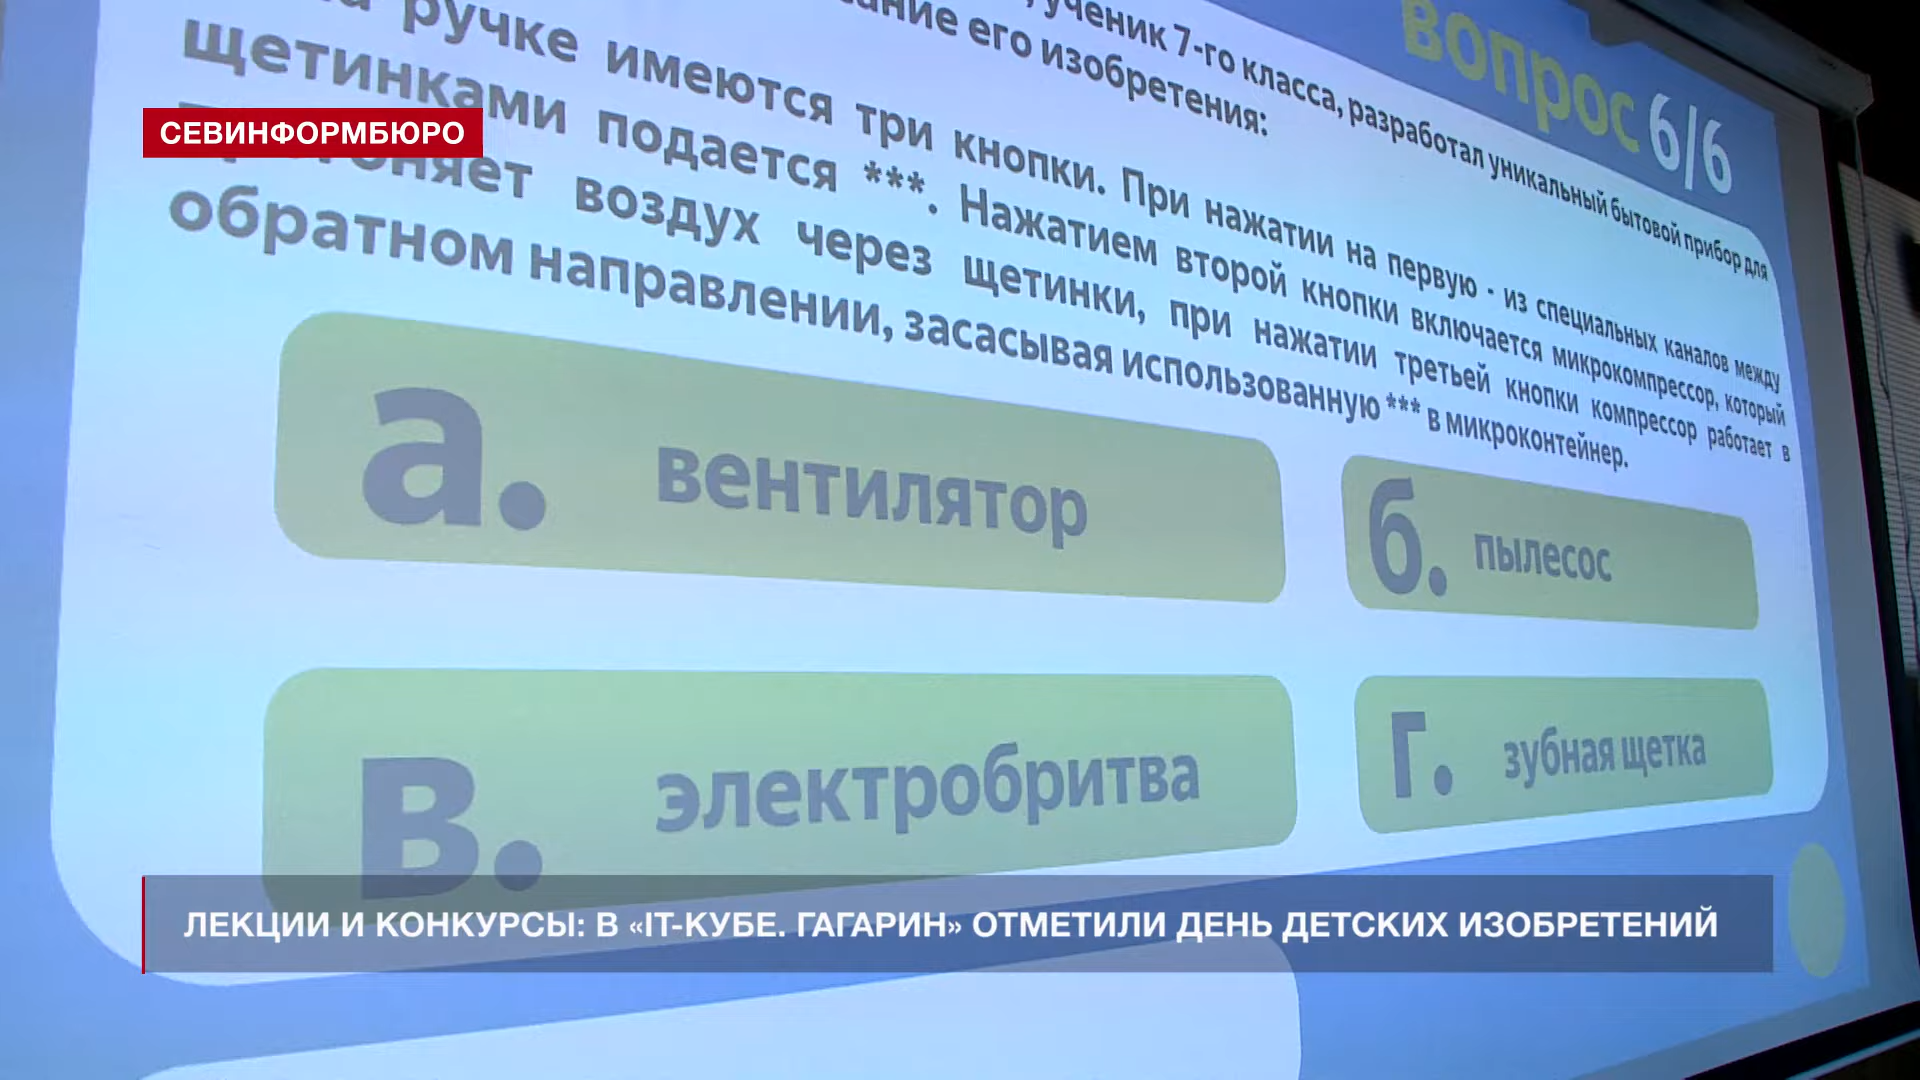 вопрос 6/6
ученик 7-го класса, разработал уникальный бытовой прибор для
его изобретения:
ручке имеются три кнопки. При нажатии на первую - из специальных каналов между
щетинками подается ***. Нажатием второй кнопки включается микрокомпрессор, который
воздух через щетинки, при нажатии третьей кнопки компрессор работает в
обратном направлении, засасывая использованную *** в микроконтейнер.
а. вентилятор
б. пылесос
в. электробритва
г. зубная щетка
СЕВИНФОРМБЮРО
ЛЕКЦИИ И КОНКУРСЫ: В «IT-КУБЕ. ГАГАРИН» ОТМЕТИЛИ ДЕНЬ ДЕТСКИХ ИЗОБРЕТЕНИЙ